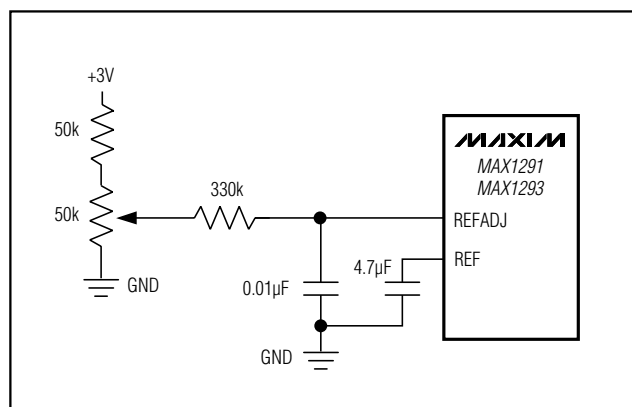 +3V
50k
50k
330k
GND
0.01µF
4.7µF
GND
MAXIM
MAX1291
MAX1293
REFADJ
REF